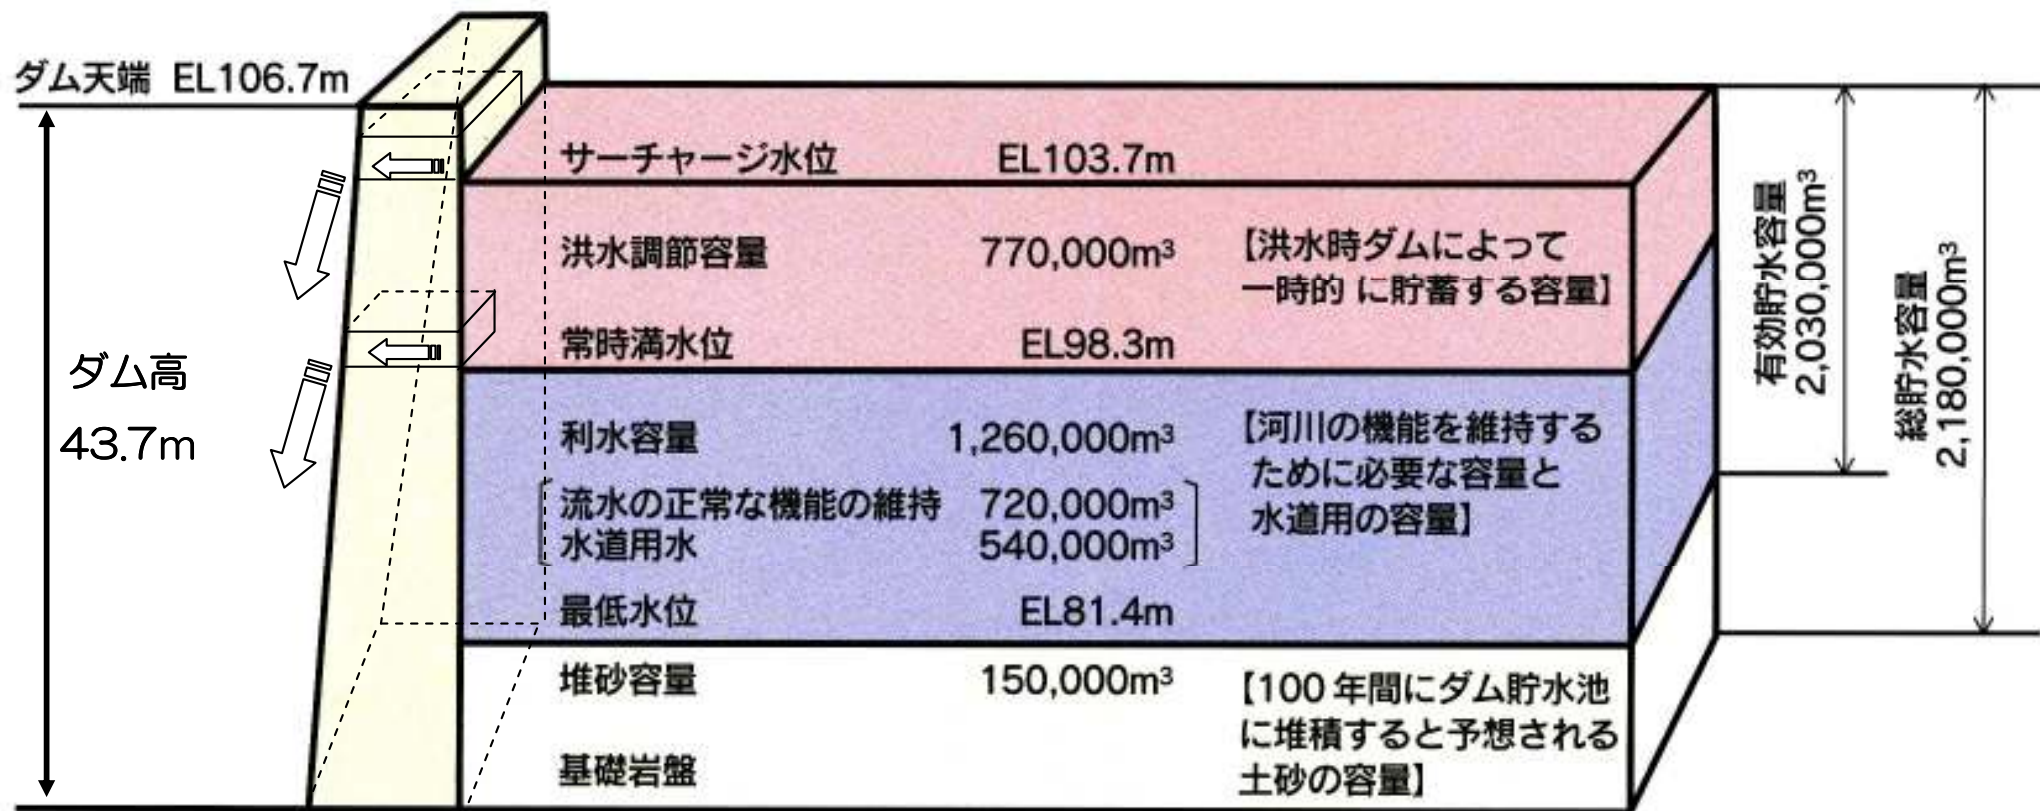 ダム天端 EL106.7m
サーチャージ水位 EL103.7m
洪水調節容量 770,000m³ 【洪水時ダムによって
一時的 に貯蓄する容量】
常時満水位 EL98.3m
ダム高
43.7m
利水容量 1,260,000m³ 【河川の機能を維持する
ために必要な容量と
水道用の容量】
流水の正常な機能の維持 720,000m³
水道用水 540,000m³
最低水位 EL81.4m
堆砂容量 150,000m³ 【100年間にダム貯水池
に堆積すると予想される
土砂の容量】
基礎岩盤
有効貯水容量
2,030,000m³
総貯水容量
2,180,000m³